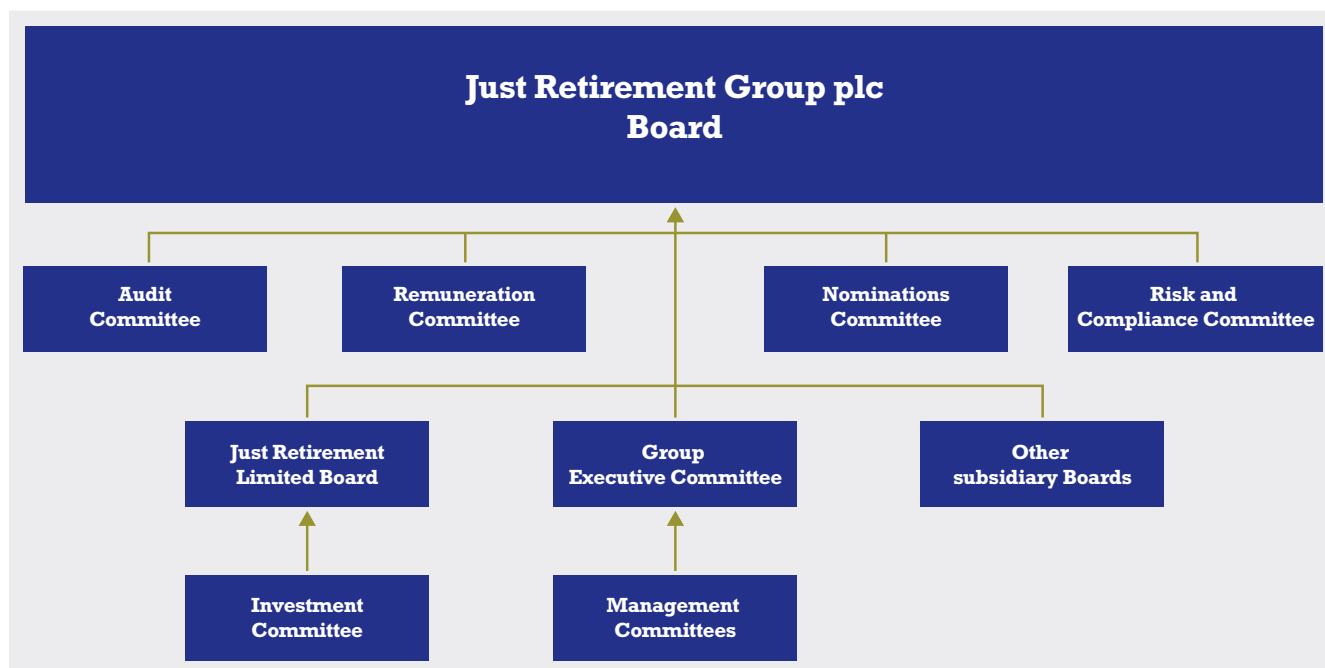 Just Retirement Group plc
Board
Audit
Committee
Remuneration
Committee
Nominations
Committee
Risk and
Compliance Committee
Just Retirement
Limited Board
Group
Executive Committee
Other
subsidiary Boards
Investment
Committee
Management
Committees